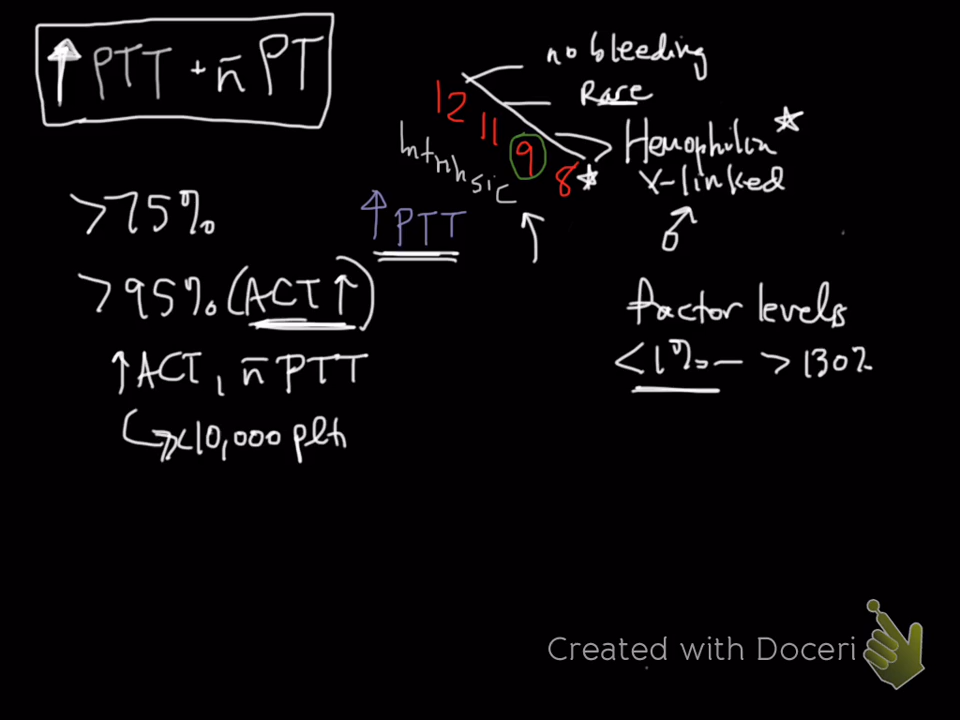 ↑ PTT + n̄ PT
no bleeding
Rare
12
11
9
8*
Intrinsic
Hemophilia*
X-linked
>75%
↑PTT
>95% (ACT↑)
↑ACT, n̄ PTT
<10,000 plt
Factor levels
<1% — >130%
Created with Doceri